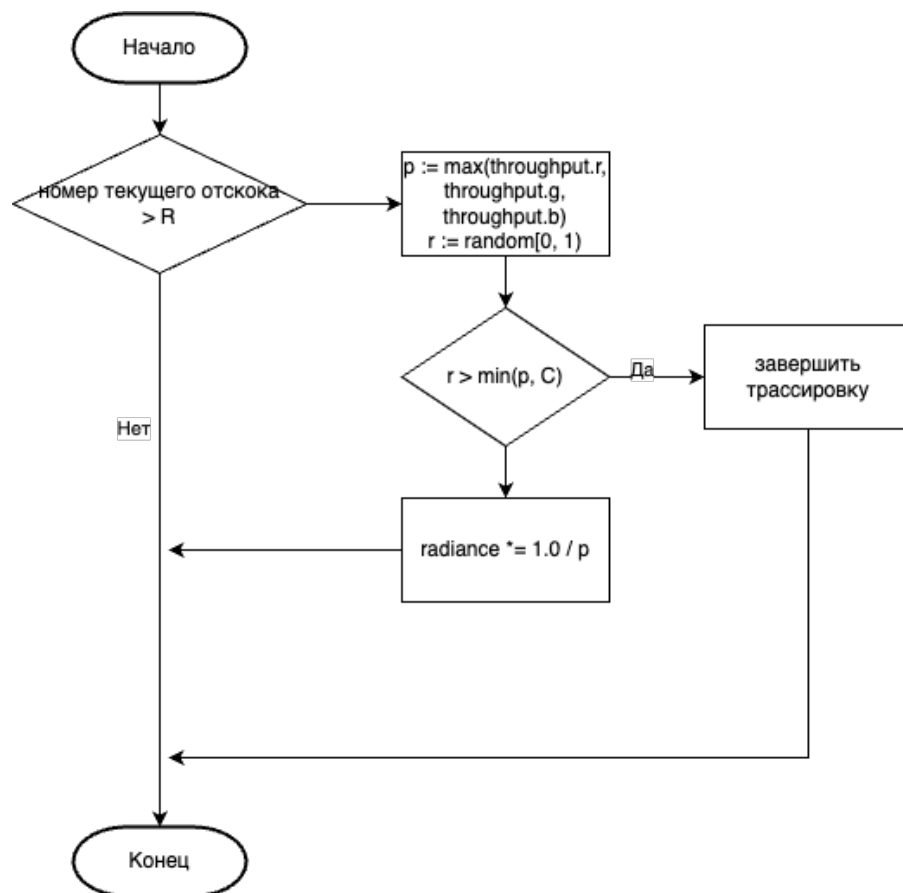 Начало
номер текущего отскока
> R
p := max(throughput.r,
throughput.g,
throughput.b)
r := random[0, 1)
r > min(p, C)
Да
завершить
трассировку
Нет
radiance *= 1.0 / p
Конец